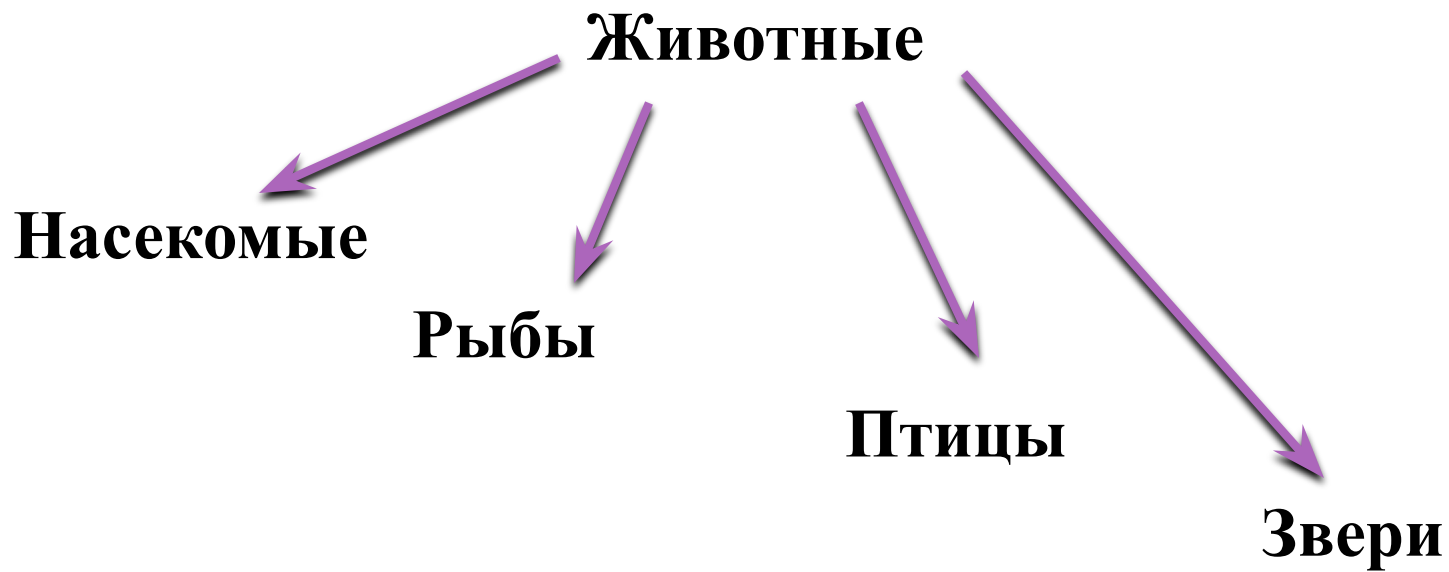 Животные
Насекомые
Рыбы
Птицы
Звери